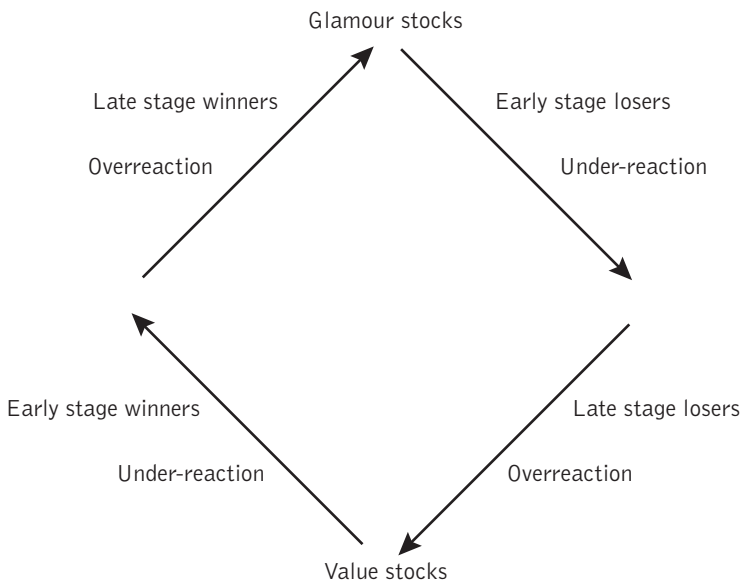 Glamour stocks
Late stage winners
Early stage losers
Overreaction
Under-reaction
Early stage winners
Late stage losers
Under-reaction
Overreaction
Value stocks